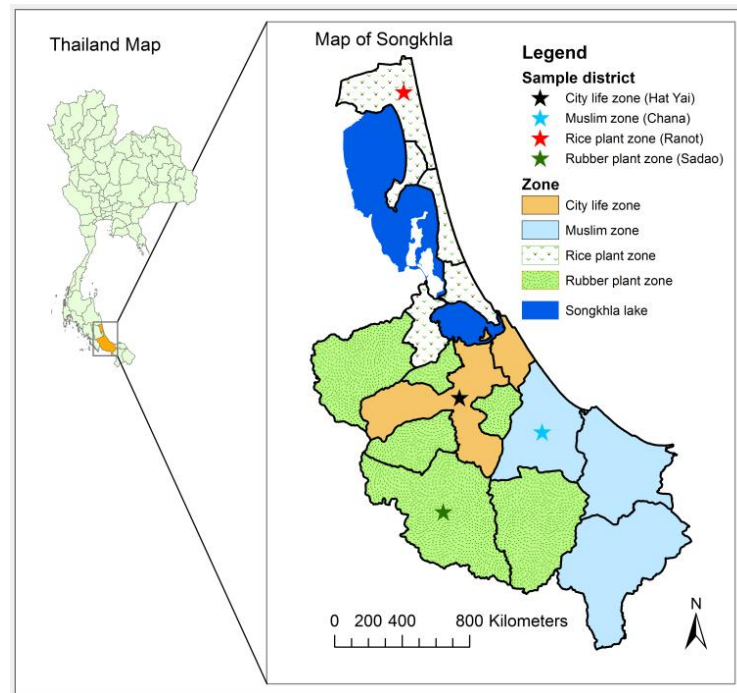 Thailand Map
Map of Songkhla
Legend
Sample district
City life zone (Hat Yai)
Muslim zone (Chana)
Rice plant zone (Ranot)
Rubber plant zone (Sadao)
Zone
City life zone
Muslim zone
Rice plant zone
Rubber plant zone
Songkhla lake
0 200 400 800 Kilometers
N